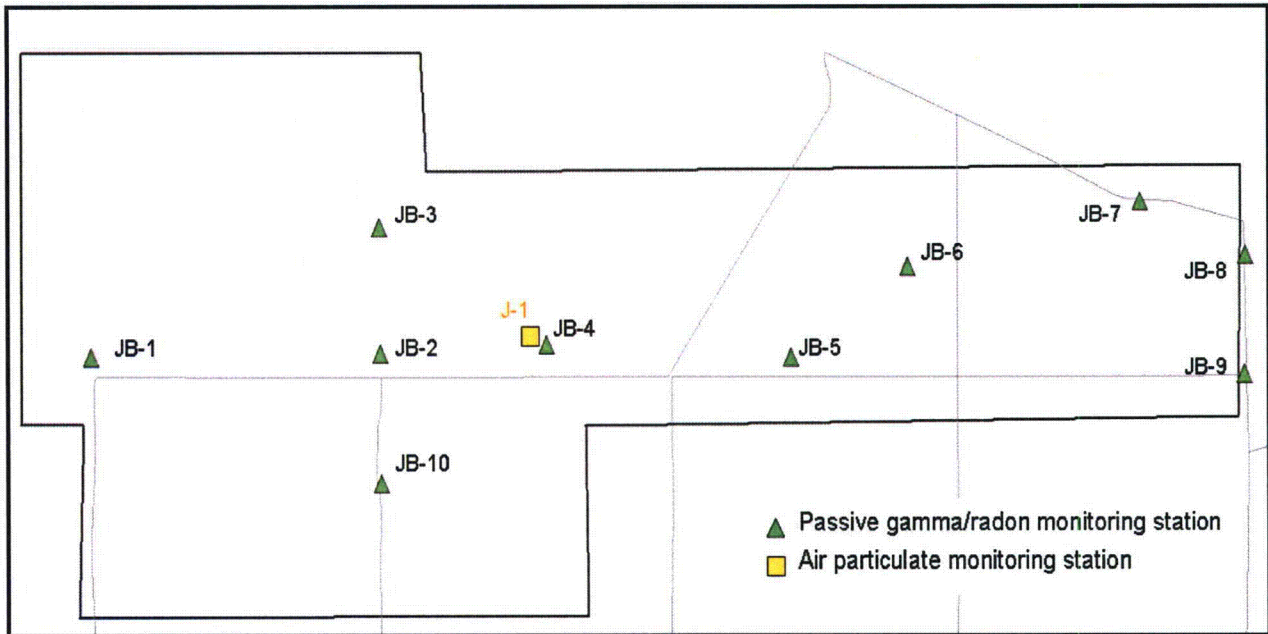 JB-3
JB-7
JB-6
JB-8
J-1
JB-4
JB-1
JB-2
JB-5
JB-9
JB-10
Passive gamma/radon monitoring station
Air particulate monitoring station